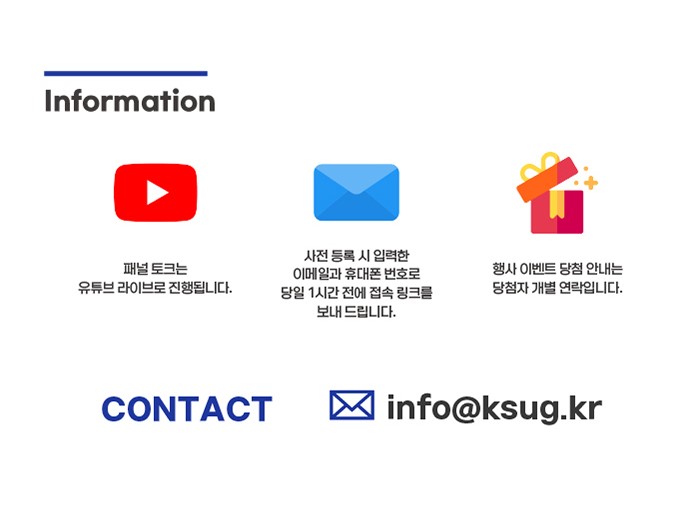 Information
패널 토크는
유튜브 라이브로 진행됩니다.
사전 등록 시 입력한
이메일과 휴대폰 번호로
당일 1시간 전에 접속 링크를
보내 드립니다.
행사 이벤트 당첨 안내는
당첨자 개별 연락입니다.
CONTACT
info@ksug.kr